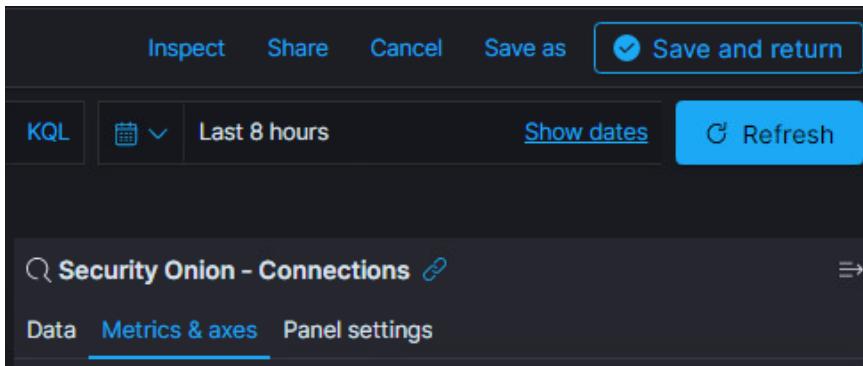 Inspect Share Cancel Save as Save and return
KQL Last 8 hours Show dates Refresh
Security Onion - Connections
Data Metrics & axes Panel settings